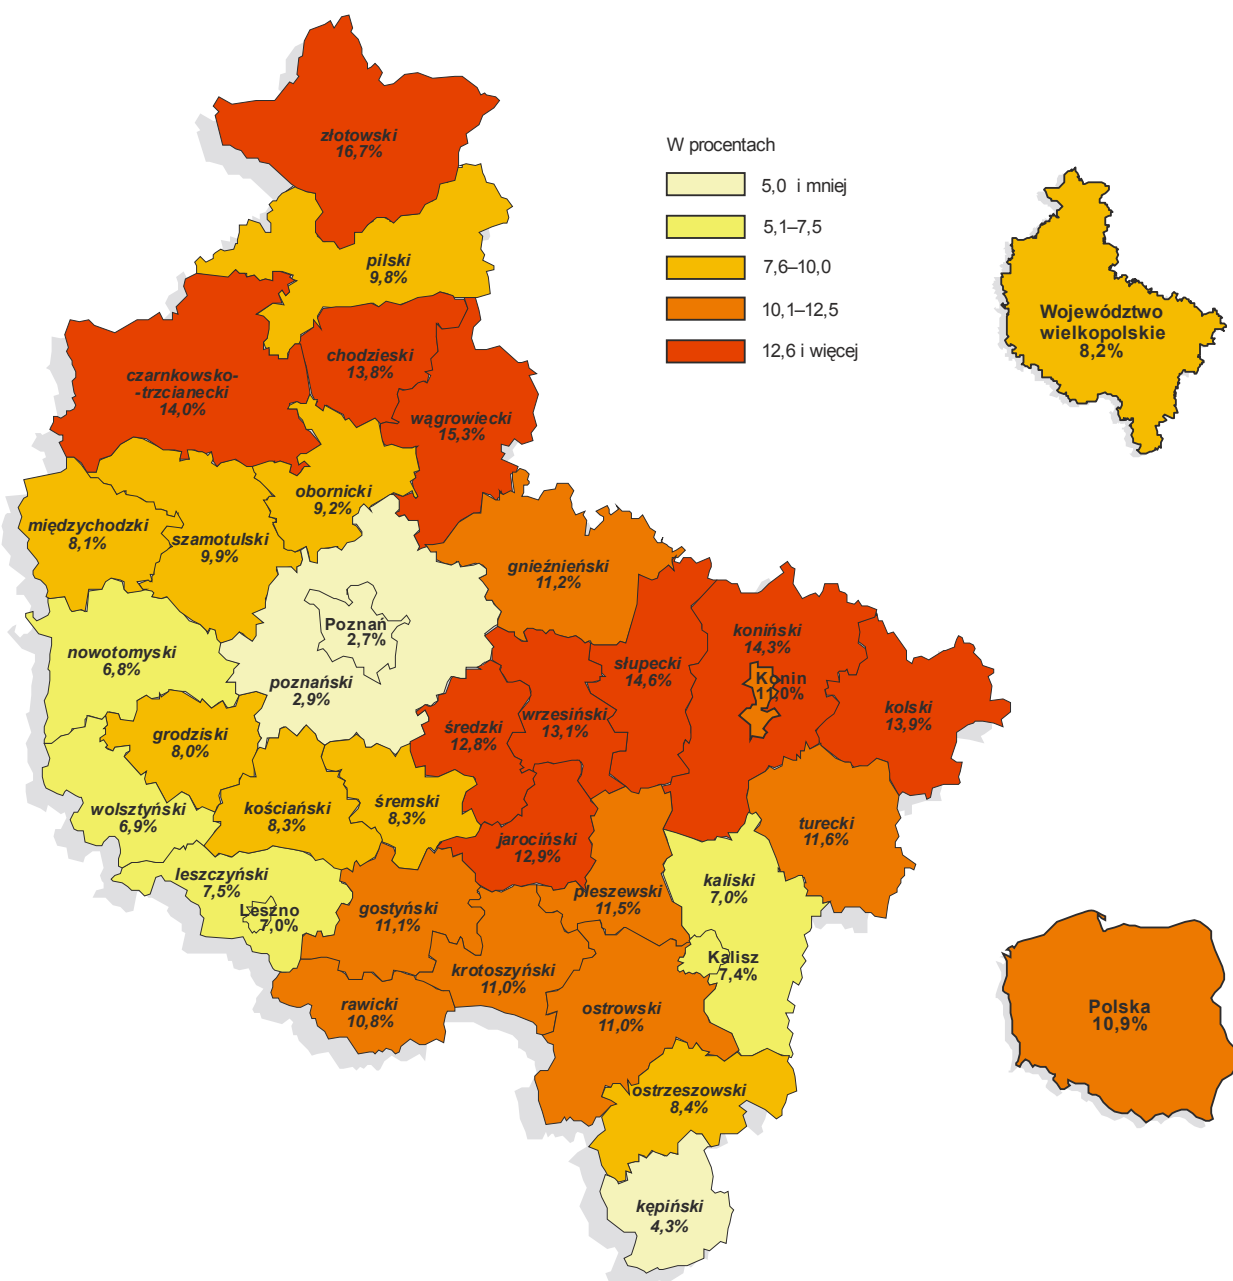 złotowski
16,7%
W procentach
5,0 i mniej
5,1–7,5
7,6–10,0
10,1–12,5
12,6 i więcej
pilski
9,8%
Województwo
wielkopolskie
8,2%
chodzieski
13,8%
czarnkowsko-
-trzcianecki
14,0%
wągrowiecki
15,3%
obornicki
9,2%
międzychodzki
8,1%
szamotulski
9,9%
gnieźnieński
11,2%
Poznań
2,7%
poznański
2,9%
nowotomyski
6,8%
koniński
14,3%
Konin
11,0%
słupecki
14,6%
kolski
13,9%
wrzesiński
13,1%
średzki
12,8%
grodziski
8,0%
wolsztyński
6,9%
kościański
8,3%
śremski
8,3%
jarociński
12,9%
turecki
11,6%
leszczyński
7,5%
Leszno
7,0%
gostyński
11,1%
pleszewski
11,5%
kaliski
7,0%
Kalisz
7,4%
krotoszyński
11,0%
rawicki
10,8%
ostrowski
11,0%
Polska
10,9%
ostrzeszowski
8,4%
kępiński
4,3%